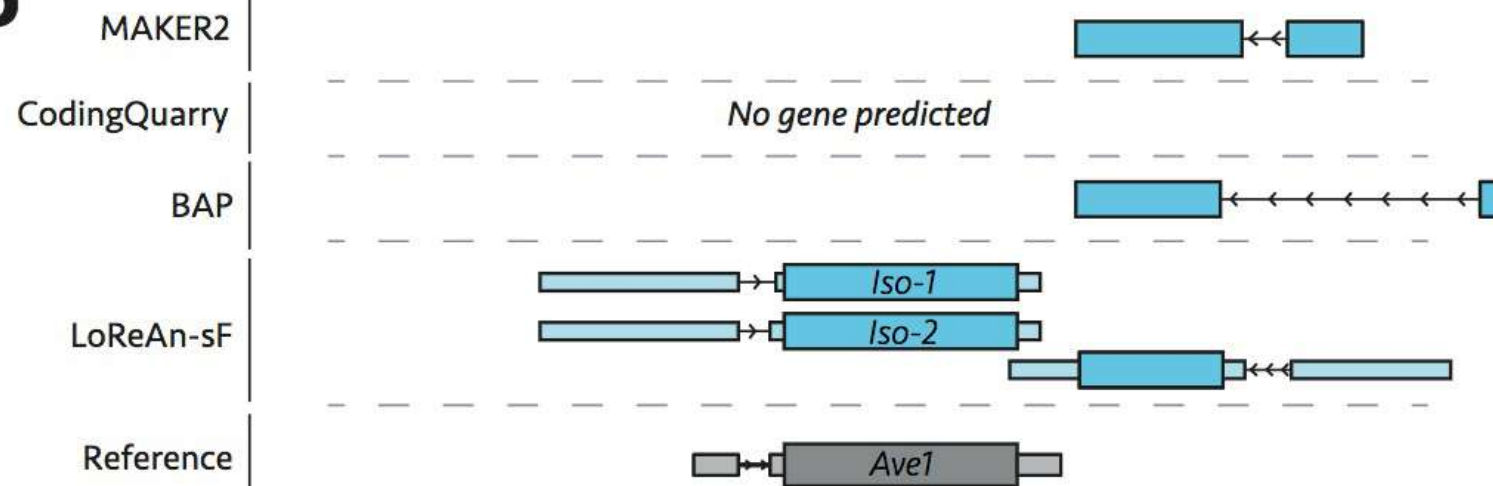 MAKER2
CodingQuarry
No gene predicted
BAP
LoReAn-sF
Iso-1
Iso-2
Reference
Ave1